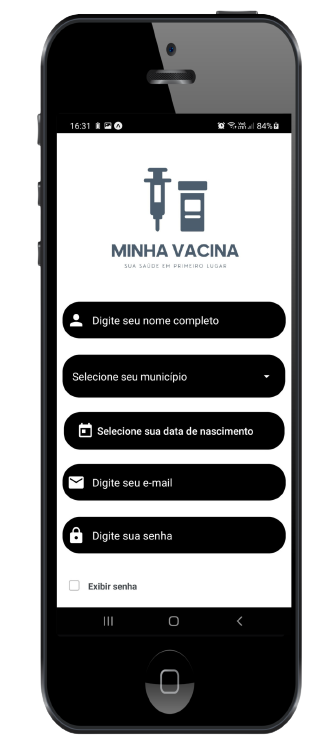 16:31
84%
MINHA VACINA
SUA SAÚDE EM PRIMEIRO LUGAR
Digite seu nome completo
Selecione seu município
Selecione sua data de nascimento
Digite seu e-mail
Digite sua senha
Exibir senha